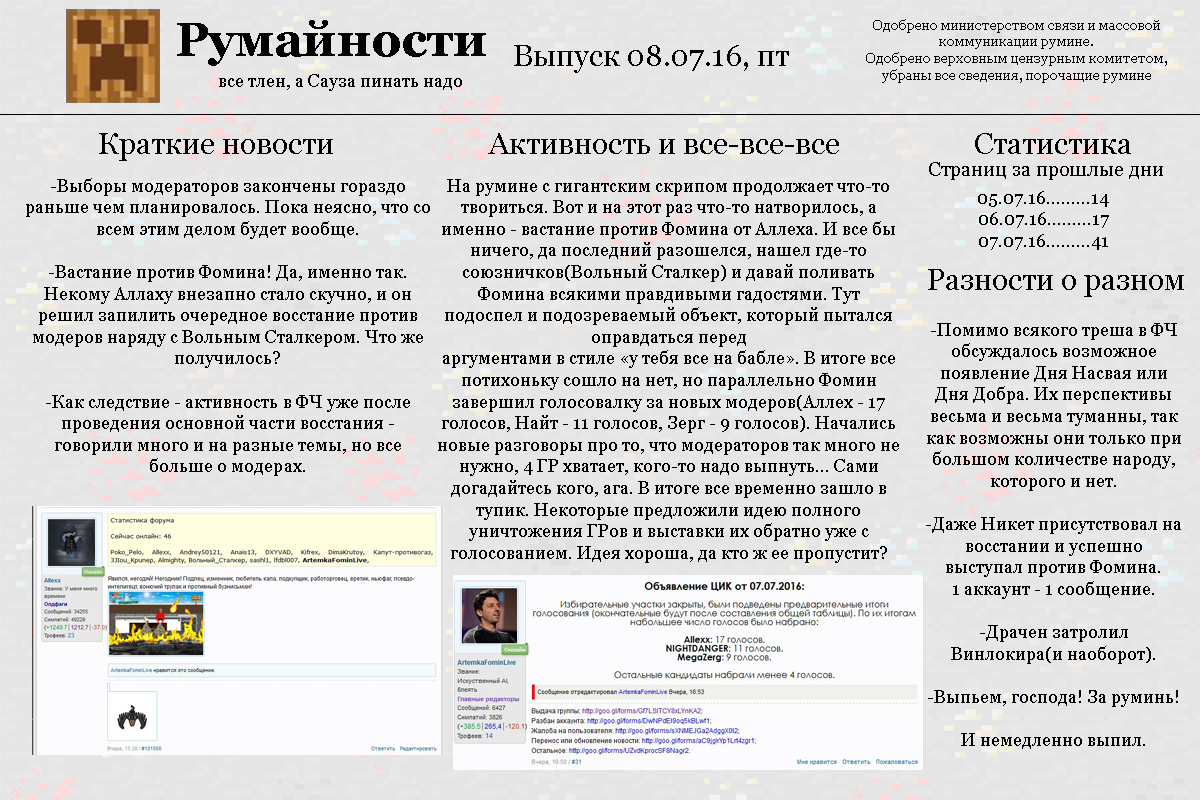 Румайности
все тлен, а Сауза пинать надо
Выпуск 08.07.16, пт
Одобрено министерством связи и массовой
коммуникации румине.
Одобрено верховным цензурным комитетом,
убраны все сведения, порочащие румине
Краткие новости
-Выборы модераторов закончены гораздо
раньше чем планировалось. Пока неясно, что со
всем этим делом будет вообще.
-Вастание против Фомина! Да, именно так.
Некому Аллаху внезапно стало скучно, и он
решил запилить очередное восстание против
модеров наряду с Вольным Сталкером. Что же
получилось?
-Как следствие - активность в ФЧ уже после
проведения основной части восстания -
говорили много и на разные темы, но все
больше о модерах.
Статистика форума
Сейчас онлайн: 46
Poko_Pelo, Allexx, AndreyS0121, Anais13, DXYVAD, Kifrex, DimaKrutoy, Капут-противогаз,
33lou_Крипер, Almighty, Вольный_Сталкер, sashl1, lfdbl007, ArtemkaFominLive,
Онлайн
Allexx
Звание: У меня много
времени
Олдфаги
Сообщений: 34255
Симпатий: 49229
(+1249.7|1212,7|-37.0)
Трофеев: 23
Явился, негодяй! Негодник! Подлец, изменник, любитель кала, подкупщик, работорговец, еретик, ньюфаг, псевдо-
интелигецт, вонючий трупак и противный бузисмысьан!
ArtemkaFominLive нравится это сообщение.
Вчера, 15:38 / #101508
Ответить Редактировать
Активность и все-все-все
На румине с гигантским скрипом продолжает что-то
твориться. Вот и на этот раз что-то натворилось, а
именно - вастание против Фомина от Аллеха. И все бы
ничего, да последний разошелся, нашел где-то
союзничков(Вольный Сталкер) и давай поливать
Фомина всякими правдивыми гадостями. Тут
подоспел и подозреваемый объект, который пытался
оправдаться перед
аргументами в стиле «у тебя все на бабле». В итоге все
потихоньку сошло на нет, но параллельно Фомин
завершил голосовалку за новых модеров(Аллех - 17
голосов, Найт - 11 голосов, Зерг - 9 голосов). Начались
новые разговоры про то, что модераторов так много не
нужно, 4 ГР хватает, кого-то надо выпнуть... Сами
догадайтесь кого, ага. В итоге все временно зашло в
тупик. Некоторые предложили идею полного
уничтожения ГРов и выставки их обратно уже с
голосованием. Идея хороша, да кто ж ее пропустит?
Онлайн
ArtemkaFominLive
Звание:
Искуственный AI,
блеять
Главные редакторы
Сообщений: 6427
Симпатий: 3826
(+385.5|265,4|-120.1)
Трофеев: 14
Объявление ЦИК от 07.07.2016:
Избирательные участки закрыты, были подведены предварительные итоги
голосования (окончательные будут после составления общей таблицы). По их итогам
набольшее число голосов было набрано:
Allexx: 17 голосов.
NIGHTDANGER: 11 голосов.
MegaZerg: 9 голосов.
Остальные кандидаты набрали менее 4 голосов.
Сообщение отредактировал ArtemkaFominLive Вчера, 16:53
Выдача группы: http://goo.gl/forms/Gf7LSITCY8xLYnKA2;
Разбан аккаунта: http://goo.gl/forms/DwNPdEI9oq5kBLwf1;
Жалоба на пользователя: http://goo.gl/forms/sXNMEJGa2AdggX0I2;
Перенос или обновление новости: http://goo.gl/forms/aC9jgkYp1Lrl4zgr1;
Остальное: http://goo.gl/forms/UZvdKprocSF8Nagr2.
Вчера, 16:50 / #31
Мне нравится Ответить Пожаловаться
Статистика
Страниц за прошлые дни
05.07.16.........14
06.07.16.........17
07.07.16.........41
Разности о разном
-Помимо всякого треша в ФЧ
обсуждалось возможное
появление Дня Насвая или
Дня Добра. Их перспективы
весьма и весьма туманны, так
как возможны они только при
большом количестве народу,
которого и нет.
-Даже Никет присутствовал на
восстании и успешно
выступал против Фомина.
1 аккаунт - 1 сообщение.
-Драчен затролил
Винлокира(и наоборот).
-Выпьем, господа! За руминь!
И немедленно выпил.